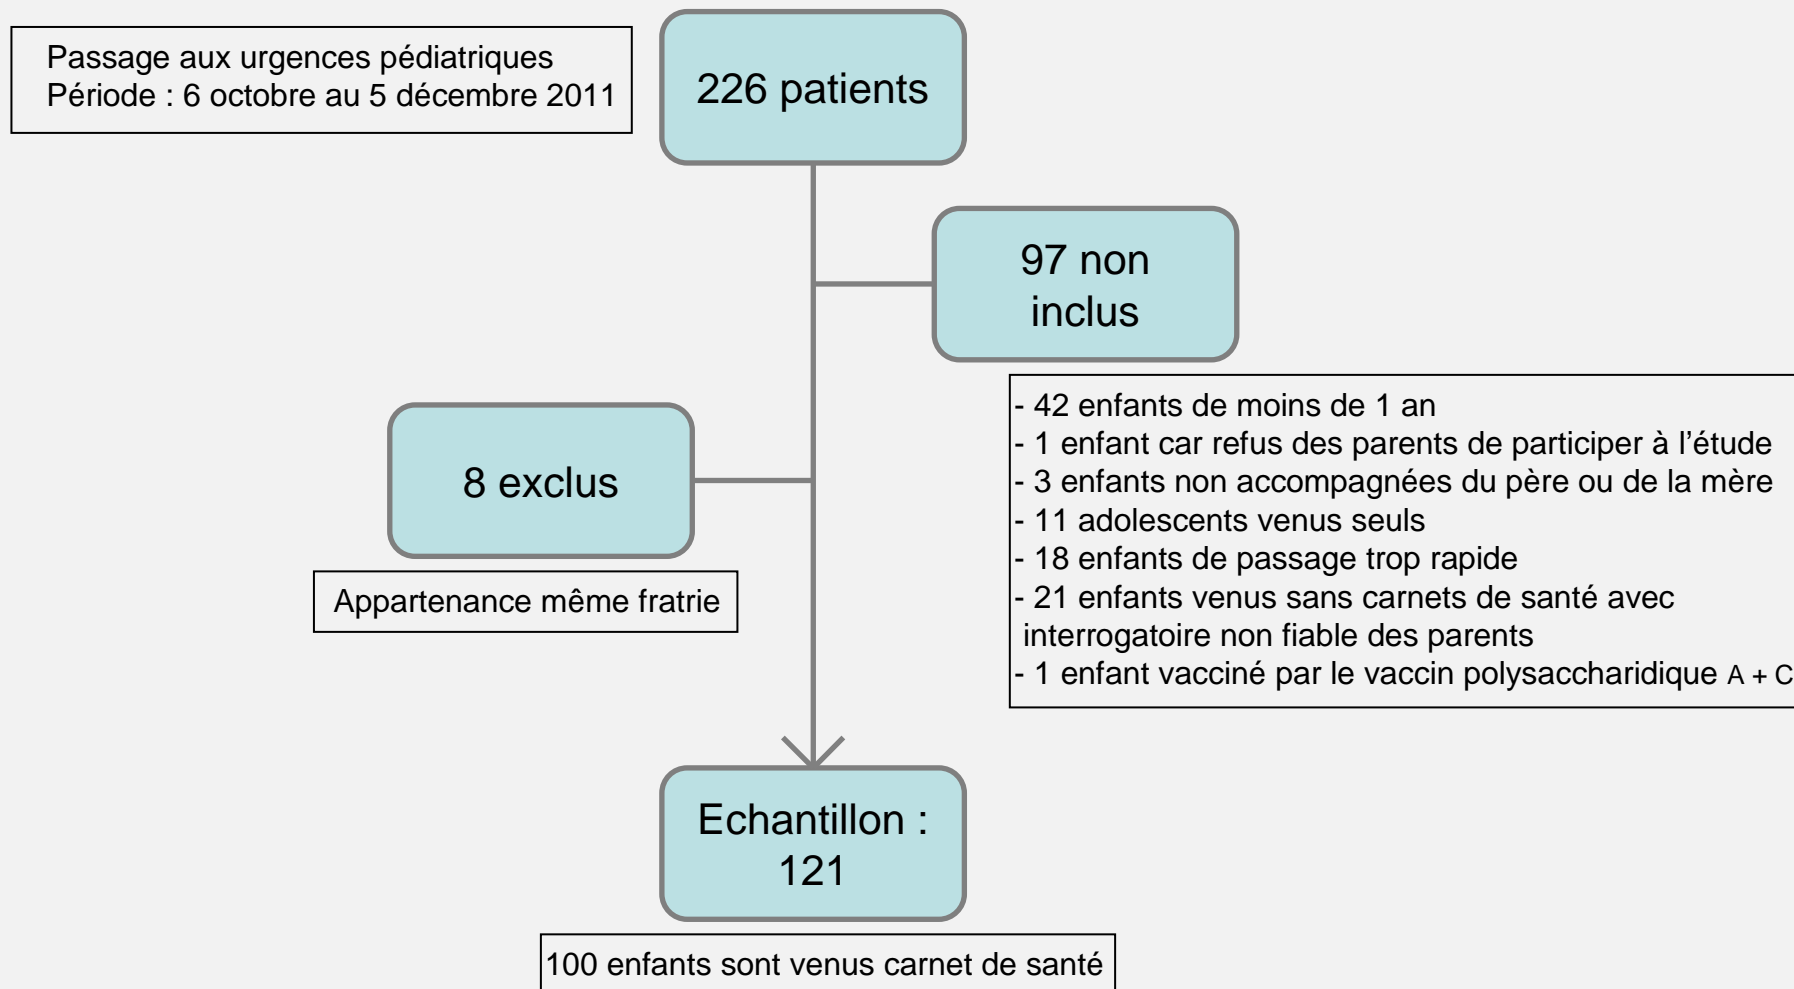 Passage aux urgences pédiatriques
Période : 6 octobre au 5 décembre 2011
226 patients
97 non
inclus
- 42 enfants de moins de 1 an
- 1 enfant car refus des parents de participer à l’étude
- 3 enfants non accompagnées du père ou de la mère
- 11 adolescents venus seuls
- 18 enfants de passage trop rapide
- 21 enfants venus sans carnets de santé avec
interrogatoire non fiable des parents
- 1 enfant vacciné par le vaccin polysaccharidique A + C
8 exclus
Appartenance même fratrie
Echantillon :
121
100 enfants sont venus carnet de santé